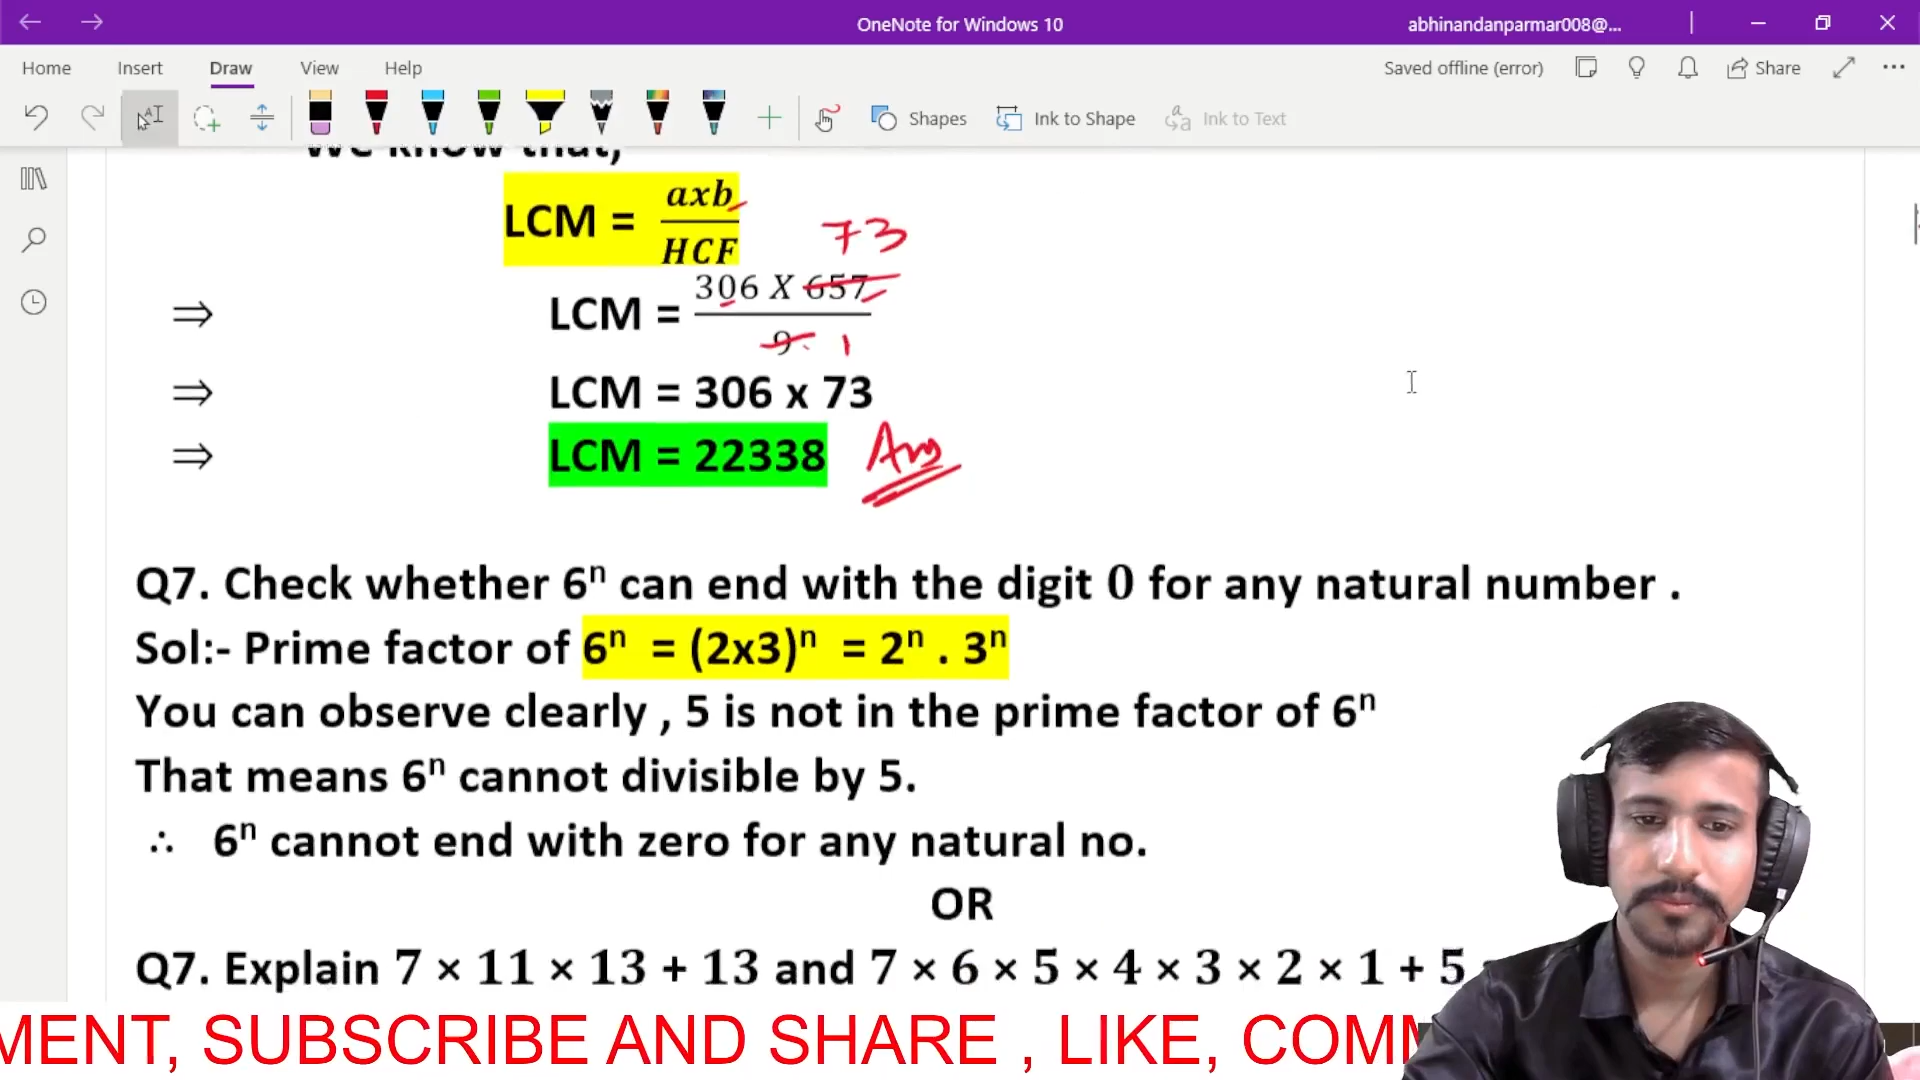 OneNote for Windows 10
abhinandanparmar008@...
Home Insert Draw View Help
Saved offline (error)
Share
Shapes
Ink to Shape
Ink to Text
We know that,
LCM = axb / HCF
73
⇒ LCM = 306 X 657 / 9 1
⇒ LCM = 306 x 73
⇒ LCM = 22338 Ans
Q7. Check whether 6ⁿ can end with the digit 0 for any natural number .
Sol:- Prime factor of 6ⁿ = (2x3)ⁿ = 2ⁿ . 3ⁿ
You can observe clearly , 5 is not in the prime factor of 6ⁿ
That means 6ⁿ cannot divisible by 5.
∴ 6ⁿ cannot end with zero for any natural no.
OR
Q7. Explain 7 × 11 × 13 + 13 and 7 × 6 × 5 × 4 × 3 × 2 × 1 + 5
MENT, SUBSCRIBE AND SHARE , LIKE, COMM